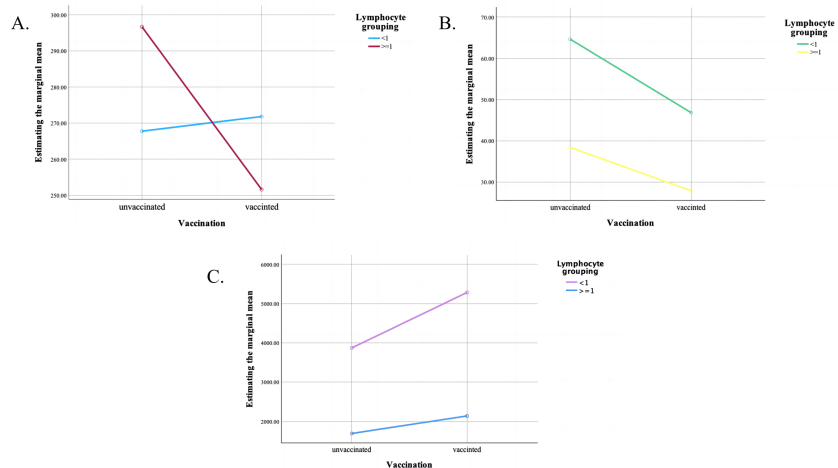 A.
Estimating the marginal mean
300.00
290.00
280.00
270.00
260.00
250.00
unvaccinated
vaccinted
Vaccination
Lymphocyte
grouping
<1
>=1
B.
Estimating the marginal mean
70.00
60.00
50.00
40.00
30.00
unvaccinated
vaccinted
Vaccination
Lymphocyte
grouping
<1
>=1
C.
Estimating the marginal mean
6000.00
5000.00
4000.00
3000.00
2000.00
unvaccinated
vaccinted
Vaccination
Lymphocyte
grouping
<1
>=1